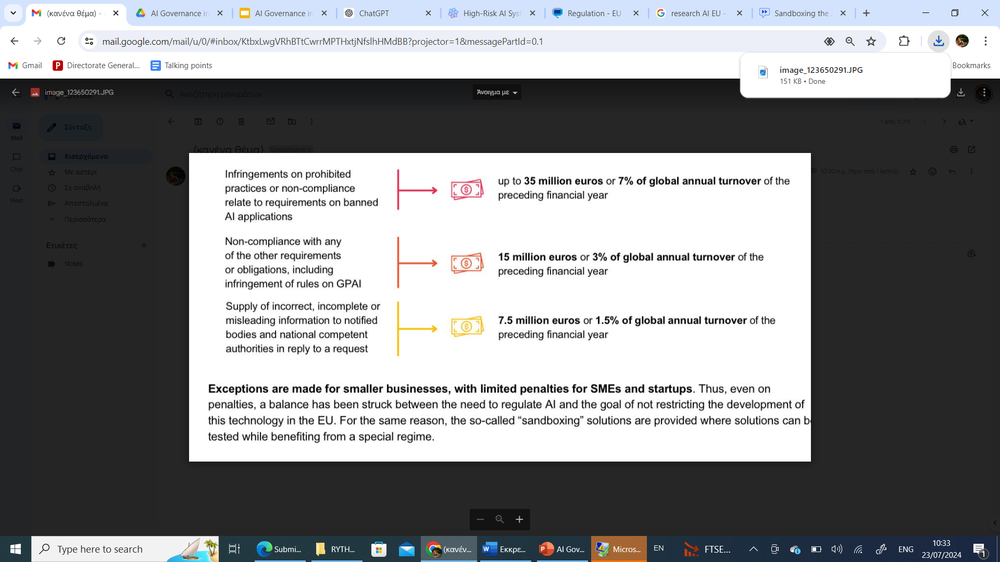 (κανένα θέμα) -
AI Governance in
AI Governance in
ChatGPT
High-Risk AI Syst
Regulation - EU -
research AI EU -
Sandboxing the
mail.google.com/mail/u/0/#inbox/KtbxLwgVRhBTtCwrrMPTHxtjNfslhHMdBB?projector=1&messagePartId=0.1
Gmail
Directorate General...
Talking points
Bookmarks
image_123650291.JPG
151 KB • Done
image_123650291.JPG
Αναζήτηση μηνυμάτων
Άνοιγμα με
Σύνταξη
1 από 11.711
Mail
(κανένα θέμα)
Εισερχόμενα ×
Εισερχόμενα
Chat
Με αστέρι
10:30 π.μ. (πριν από 1 λεπτό)
Σε αναβολή
Meet
Απεσταλμένα
Περισσότερα
Ετικέτες
Notes
Infringements on prohibited
practices or non-compliance
relate to requirements on banned
AI applications
up to 35 million euros or 7% of global annual turnover of the
preceding financial year
Non-compliance with any
of the other requirements
or obligations, including
infringement of rules on GPAI
15 million euros or 3% of global annual turnover of the
preceding financial year
Supply of incorrect, incomplete or
misleading information to notified
bodies and national competent
authorities in reply to a request
7.5 million euros or 1.5% of global annual turnover of the
preceding financial year
Exceptions are made for smaller businesses, with limited penalties for SMEs and startups. Thus, even on
penalties, a balance has been struck between the need to regulate AI and the goal of not restricting the development of
this technology in the EU. For the same reason, the so-called “sandboxing” solutions are provided where solutions can be
tested while benefiting from a special regime.
Type here to search
Submi...
RYTH...
(κανέν...
Εκκρε...
AI Gov...
Micros...
EN
FTSE...
ENG
10:33
23/07/2024
1